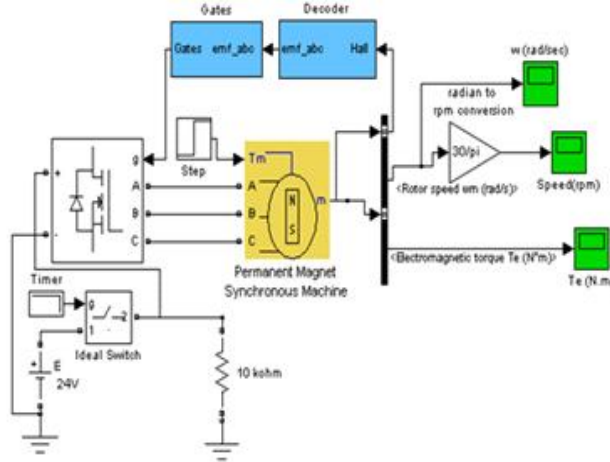 Gates
Decoder
Gates emf_abc
emf_abc Hall
w (rad/sec)
radian to
rpm conversion
30/pi
Speed(rpm)
<Rotor speed wm (rad/s)>
<Electromagnetic torque Te (N*m)>
Te (N.m
g
A
B
C
+
-
Step
Tm
A
B
C
m
N
S
Permanent Magnet
Synchronous Machine
Timer
g
1
2
Ideal Switch
+
E
24V
10 kohm